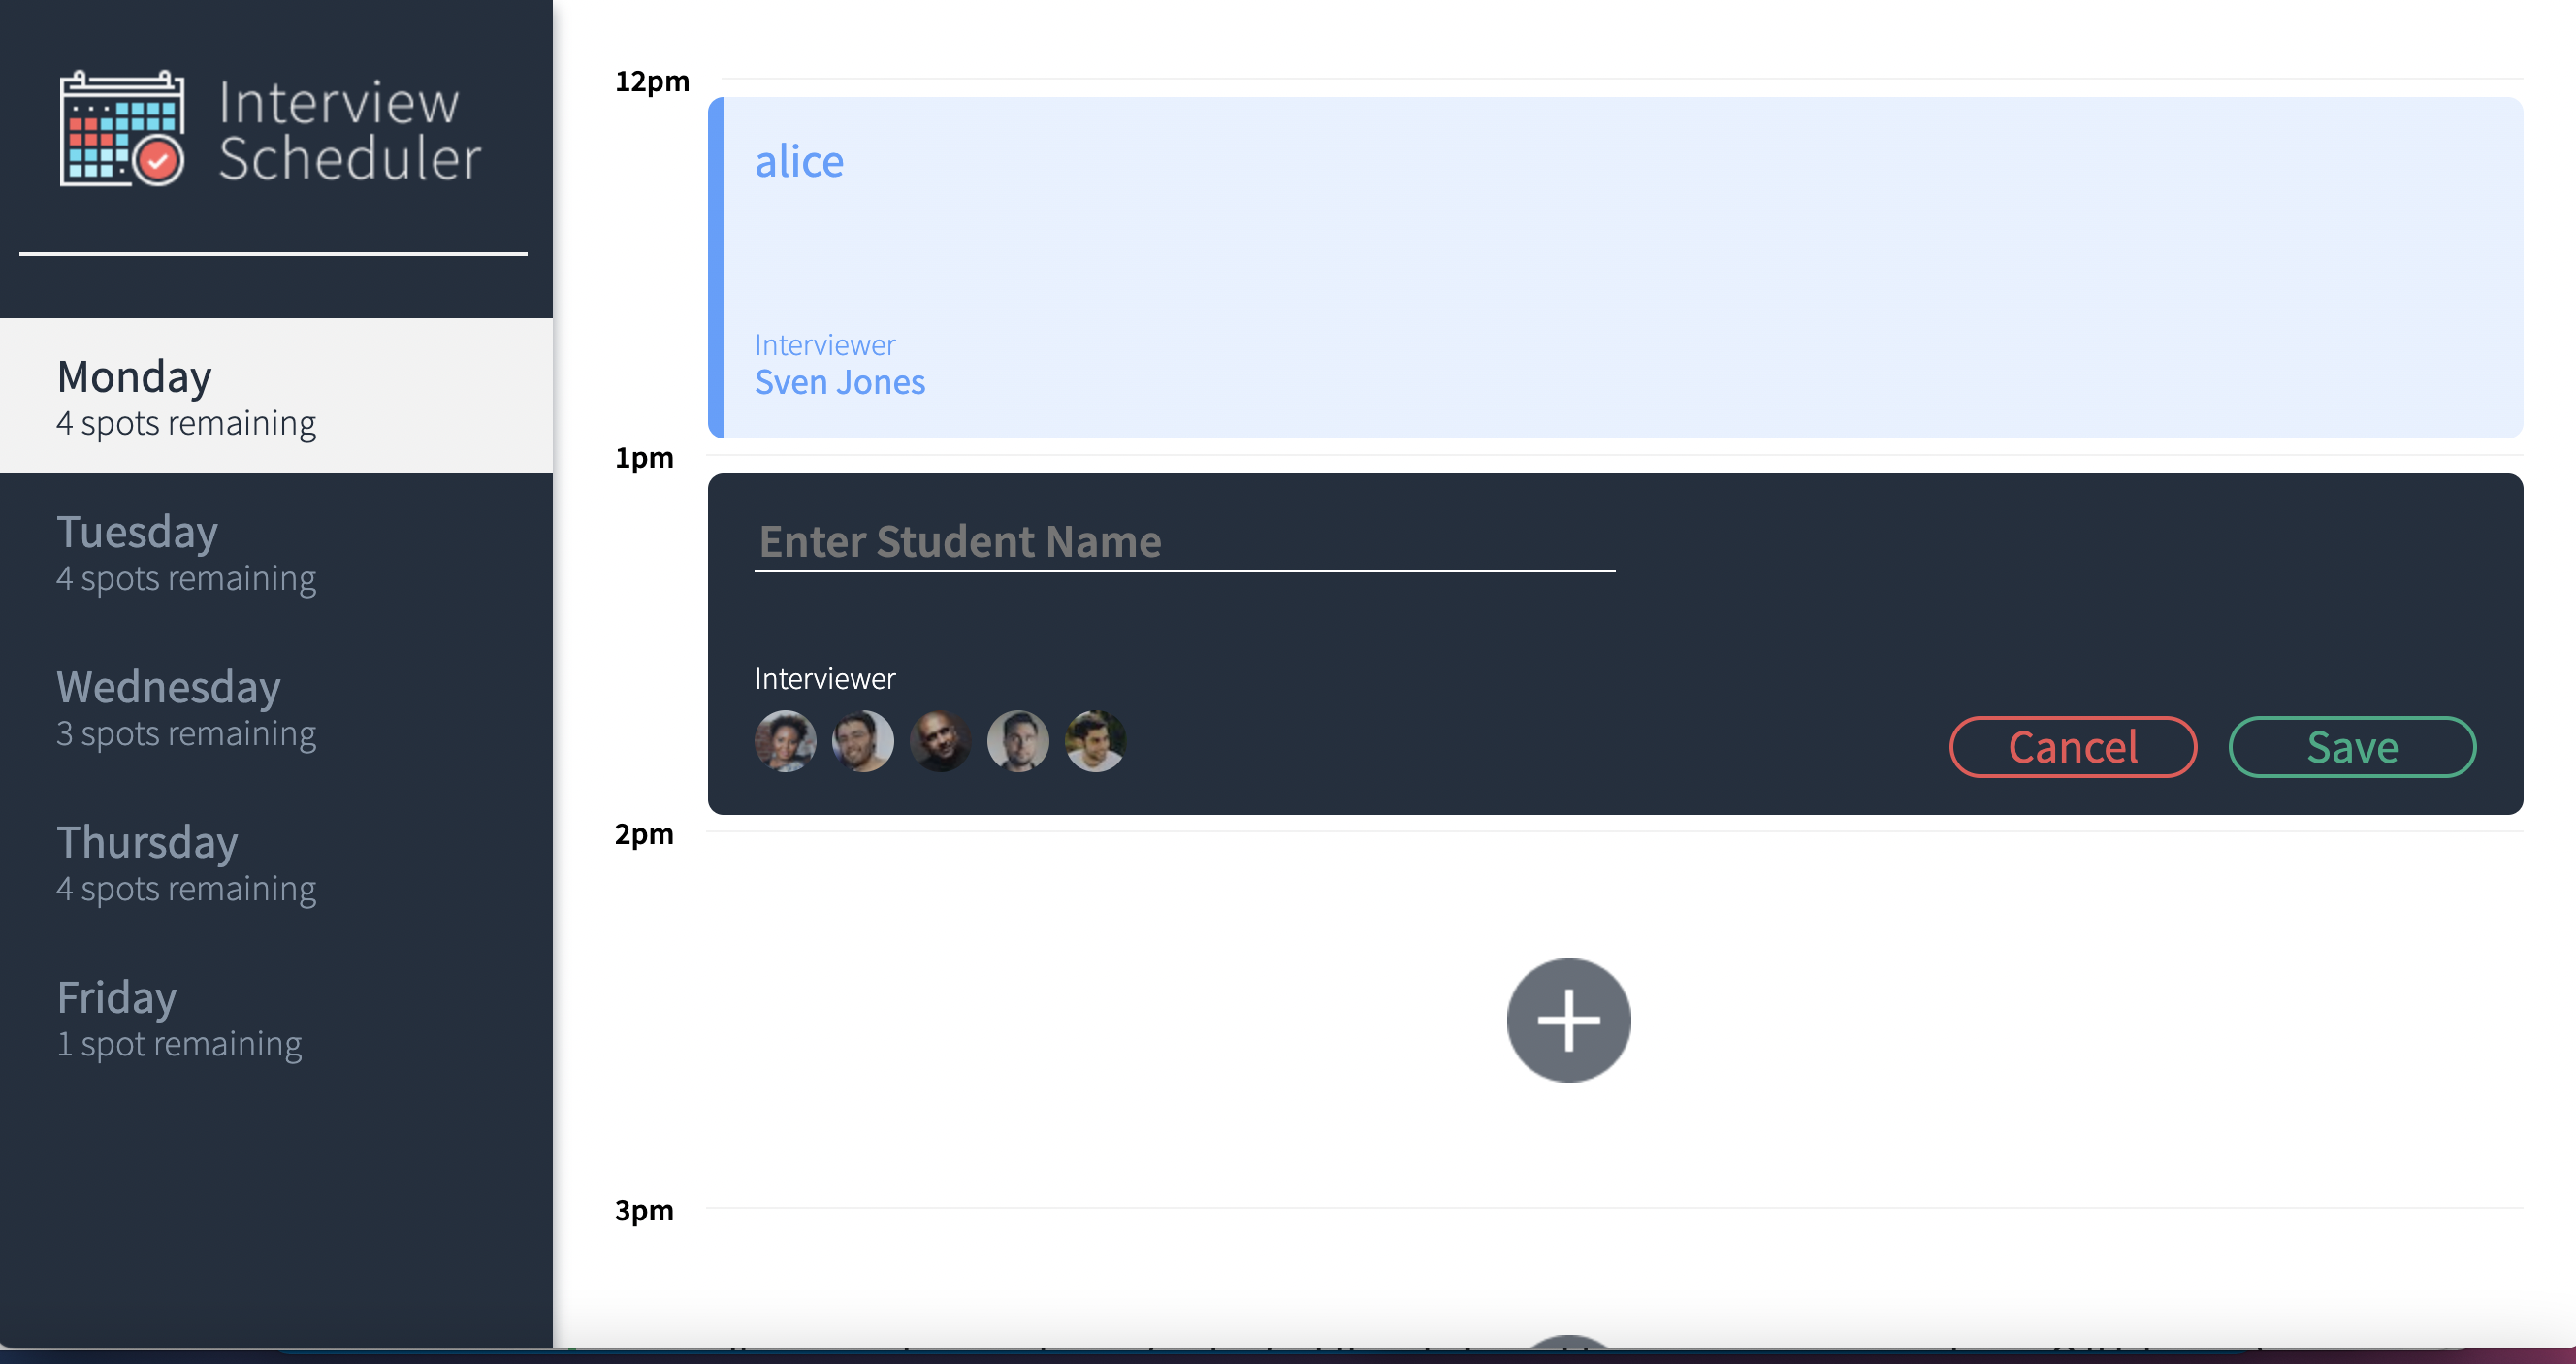 Interview
Scheduler
Monday
4 spots remaining
Tuesday
4 spots remaining
Wednesday
3 spots remaining
Thursday
4 spots remaining
Friday
1 spot remaining
12pm
alice
Interviewer
Sven Jones
1pm
Enter Student Name
Interviewer
Cancel
Save
2pm
3pm